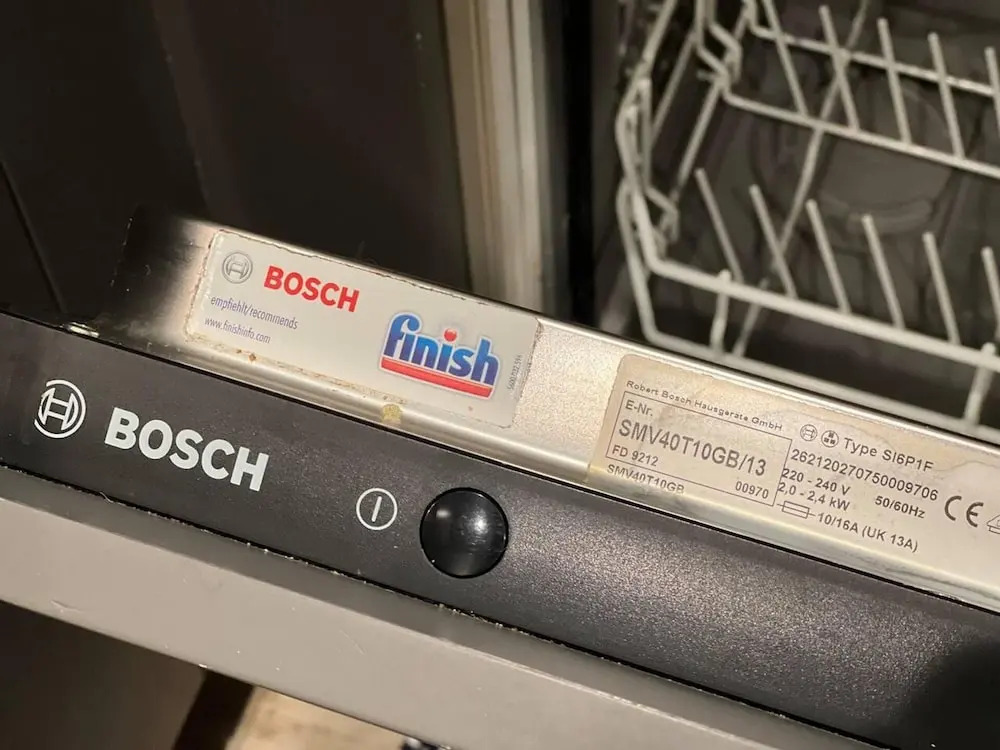 BOSCH
empfiehlt/recommends
www.finishinfo.com
finish
BOSCH
Robert Bosch Hausgeräte GmbH
E-Nr.
SMV40T10GB/13
FD 9212
00970
SMV40T10GB
Type SI6P1F
262120270750009706
220 - 240 V
50/60Hz
2,0 - 2,4 kW
10/16A (UK 13A)
CE